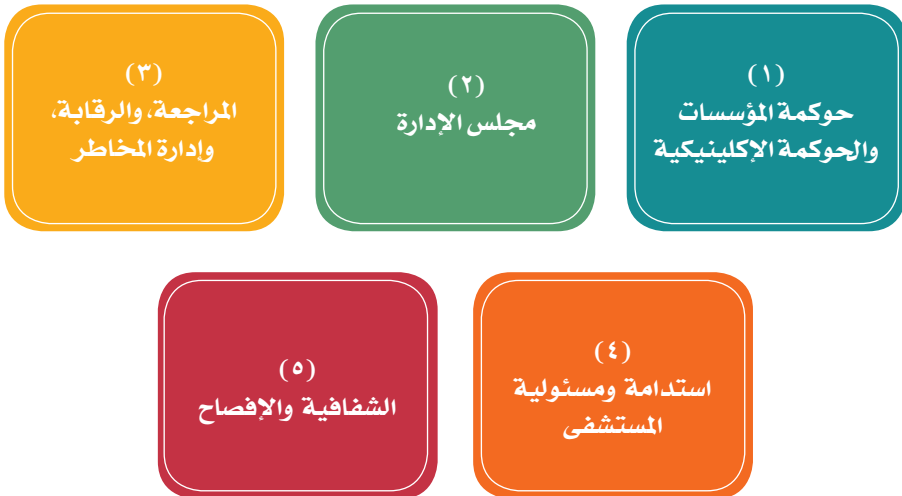 (١)
حوكمة المؤسسات
والحوكمة الإكلينيكية
(٢)
مجلس الإدارة
(٣)
المراجعة، والرقابة،
وإدارة المخاطر
(٤)
استدامة ومسئولية
المستشفى
(٥)
الشفافية والإفصاح